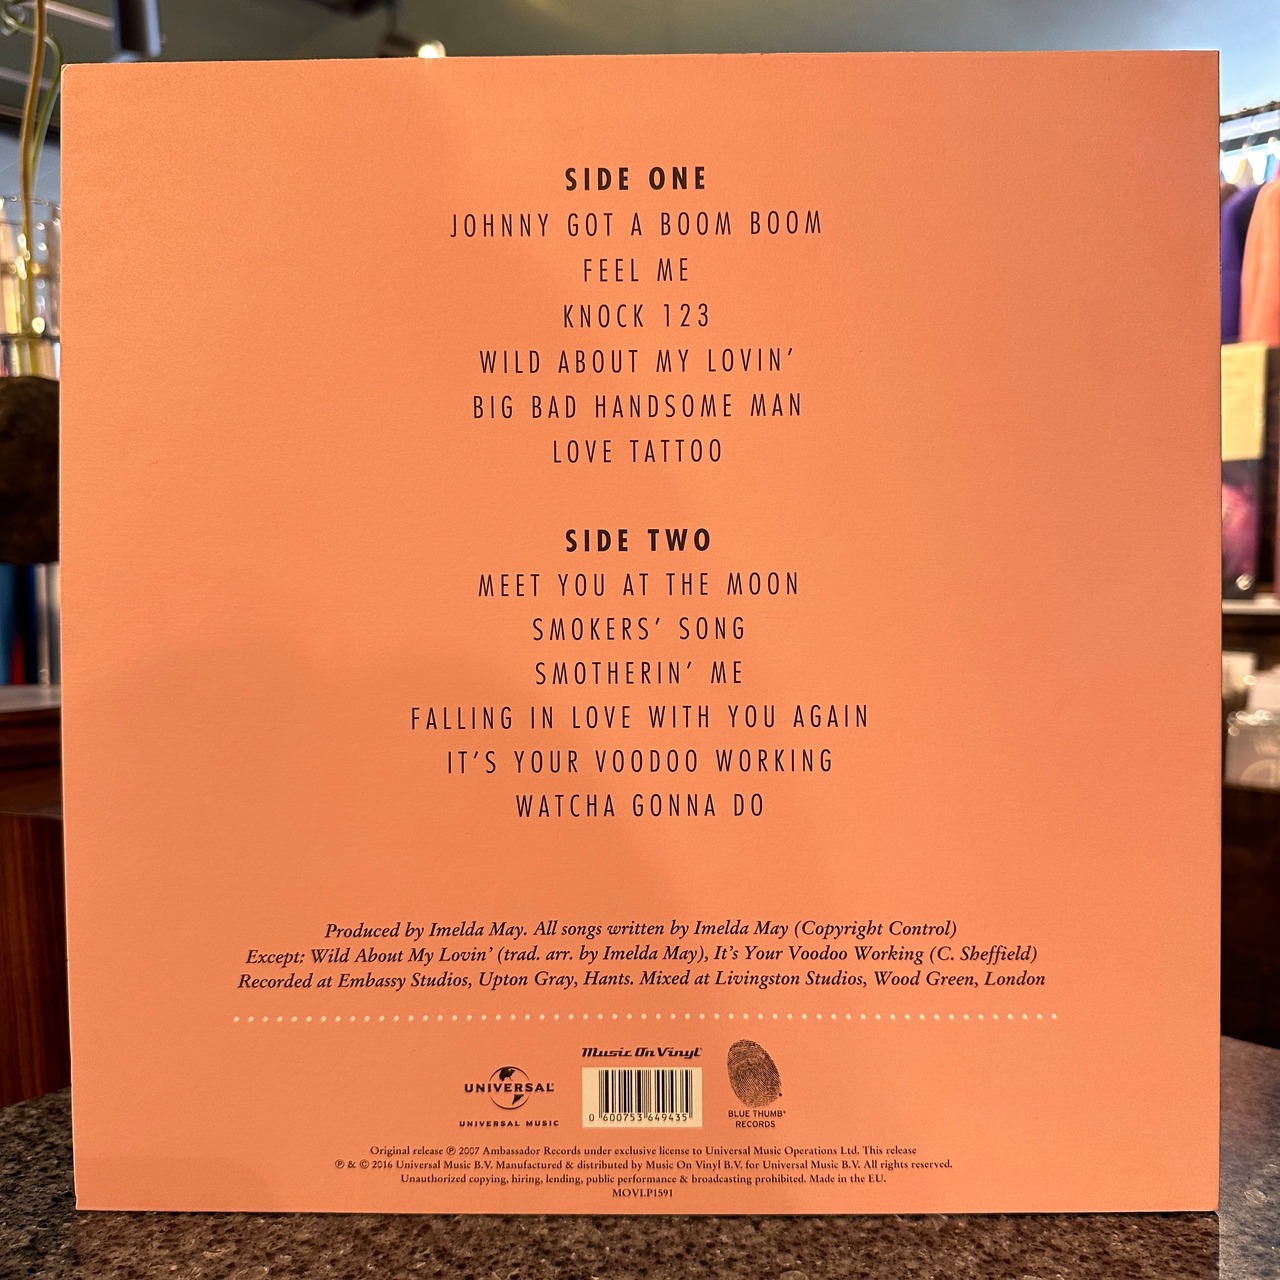 SIDE ONE
JOHNNY GOT A BOOM BOOM
FEEL ME
KNOCK 123
WILD ABOUT MY LOVIN’
BIG BAD HANDSOME MAN
LOVE TATTOO
SIDE TWO
MEET YOU AT THE MOON
SMOKERS’ SONG
SMOTHERIN’ ME
FALLING IN LOVE WITH YOU AGAIN
IT’S YOUR VOODOO WORKING
WATCHA GONNA DO
Produced by Imelda May. All songs written by Imelda May (Copyright Control)
Except: Wild About My Lovin’ (trad. arr. by Imelda May), It’s Your Voodoo Working (C. Sheffield)
Recorded at Embassy Studios, Upton Gray, Hants. Mixed at Livingston Studios, Wood Green, London
Music On Vinyl
UNIVERSAL
UNIVERSAL MUSIC
0 600753 649435
BLUE THUMB®
RECORDS
Original release ℗ 2007 Ambassador Records under exclusive license to Universal Music Operations Ltd. This release
℗ & © 2016 Universal Music B.V. Manufactured & distributed by Music On Vinyl B.V. for Universal Music B.V. All rights reserved.
Unauthorized copying, hiring, lending, public performance & broadcasting prohibited. Made in the EU.
MOVLP1591